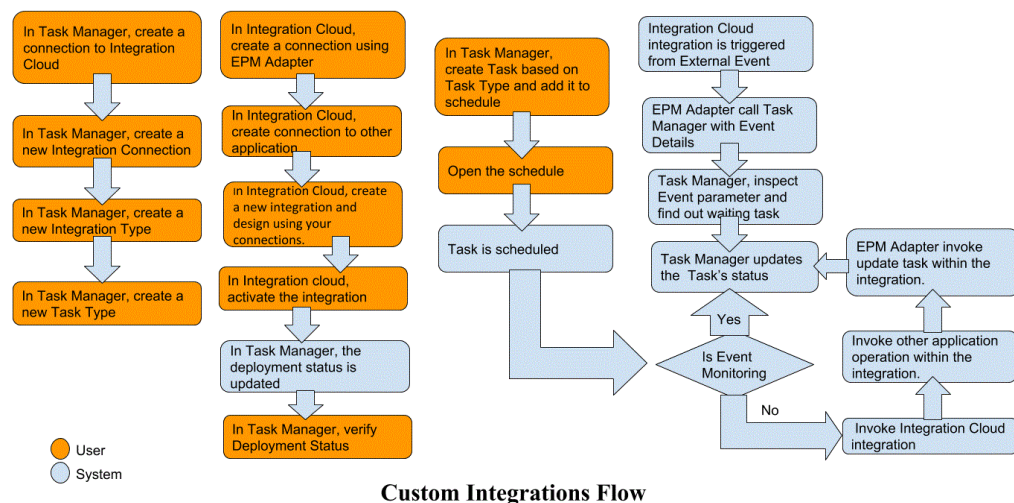 In Task Manager, create a
connection to Integration
Cloud
In Task Manager, create a
new Integration Connection
In Task Manager, create a
new Integration Type
In Task Manager, create a
new Task Type
In Integration Cloud,
create a connection using
EPM Adapter
In Integration Cloud,
create connection to other
application
In Integration Cloud, create
a new integration and
design using your
connections.
In Integration cloud,
activate the integration
In Task Manager, the
deployment status is
updated
In Task Manager, verify
Deployment Status
In Task Manager,
create Task based on
Task Type and add it to
schedule
Open the schedule
Task is scheduled
Integration Cloud
integration is triggered
from External Event
EPM Adapter call Task
Manager with Event
Details
Task Manager, inspect
Event parameter and
find out waiting task
Task Manager updates
the Task's status
Yes
Is Event
Monitoring
No
EPM Adapter invoke
update task within the
integration.
Invoke other application
operation within the
integration.
Invoke Integration Cloud
integration
User
System
Custom Integrations Flow